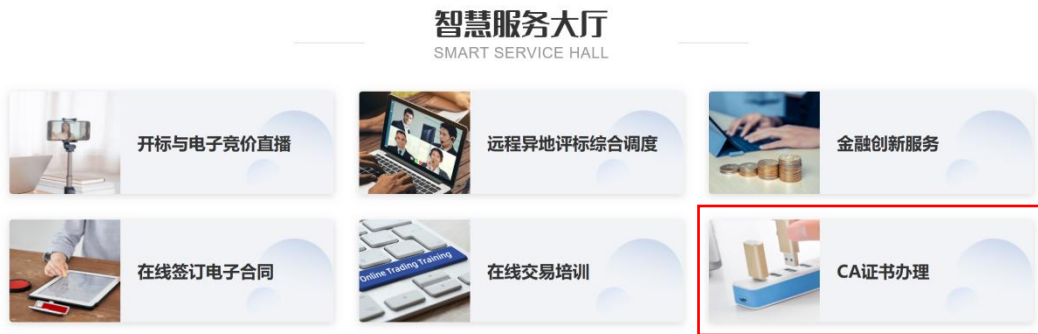 智慧服务大厅
SMART SERVICE HALL
开标与电子竞价直播
远程异地评标综合调度
金融创新服务
在线签订电子合同
Online Trading Training
在线交易培训
CA证书办理